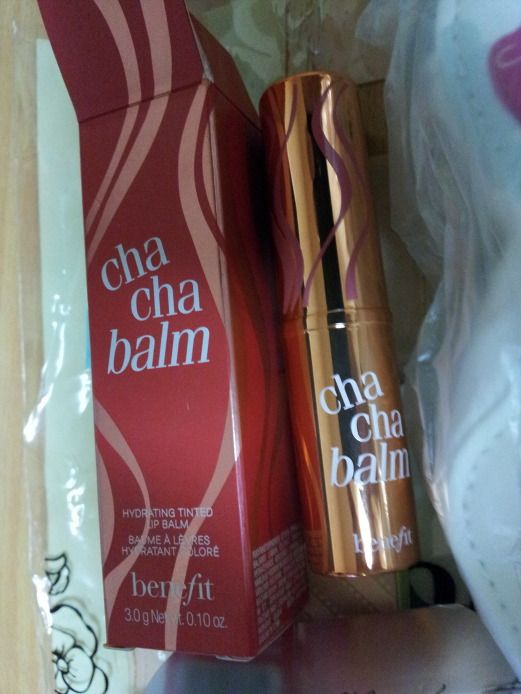 cha
cha
balm
HYDRATING TINTED
LIP BALM
BAUME À LÈVRES
HYDRATANT COLORÉ
benefit
3.0 g Net wt. 0.10 oz.
cha
cha
balm
benefit